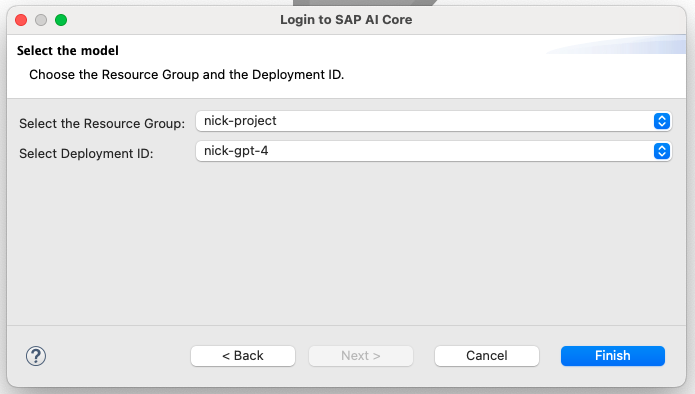 Login to SAP AI Core
Select the model
Choose the Resource Group and the Deployment ID.
Select the Resource Group: nick-project
Select Deployment ID: nick-gpt-4
? < Back Next > Cancel Finish